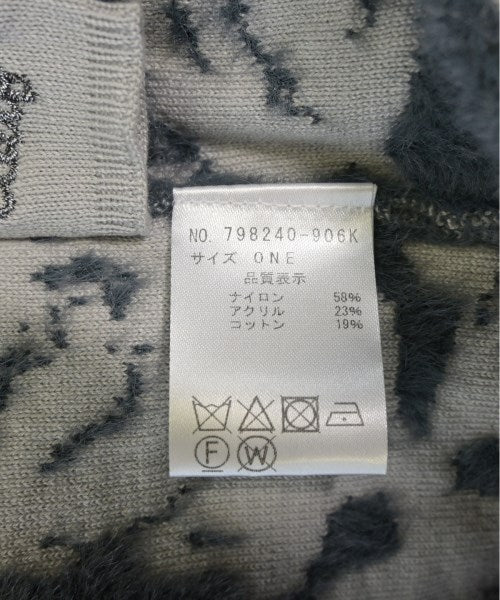 NO. 798240-906K
サイズ ONE
品質表示
ナイロン 58%
アクリル 23%
コットン 19%
F W